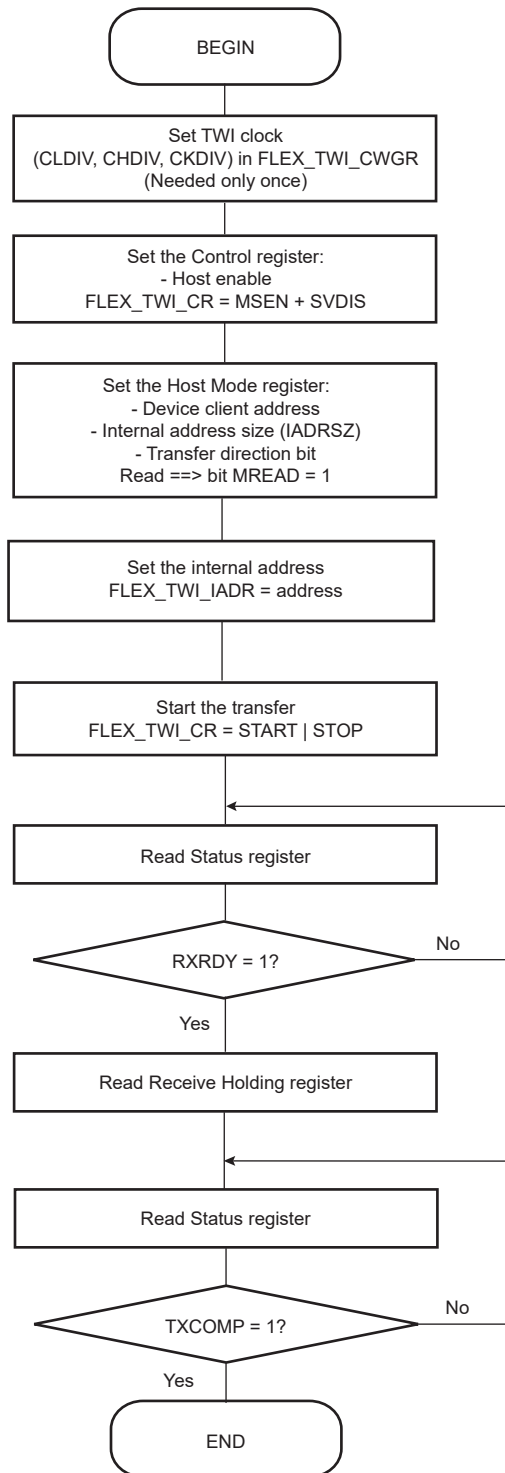 BEGIN
Set TWI clock
(CLDIV, CHDIV, CKDIV) in FLEX_TWI_CWGR
(Needed only once)
Set the Control register:
- Host enable
FLEX_TWI_CR = MSEN + SVDIS
Set the Host Mode register:
- Device client address
- Internal address size (IADRSZ)
- Transfer direction bit
Read ==> bit MREAD = 1
Set the internal address
FLEX_TWI_IADR = address
Start the transfer
FLEX_TWI_CR = START | STOP
Read Status register
RXRDY = 1?
No
Yes
Read Receive Holding register
Read Status register
TXCOMP = 1?
No
Yes
END